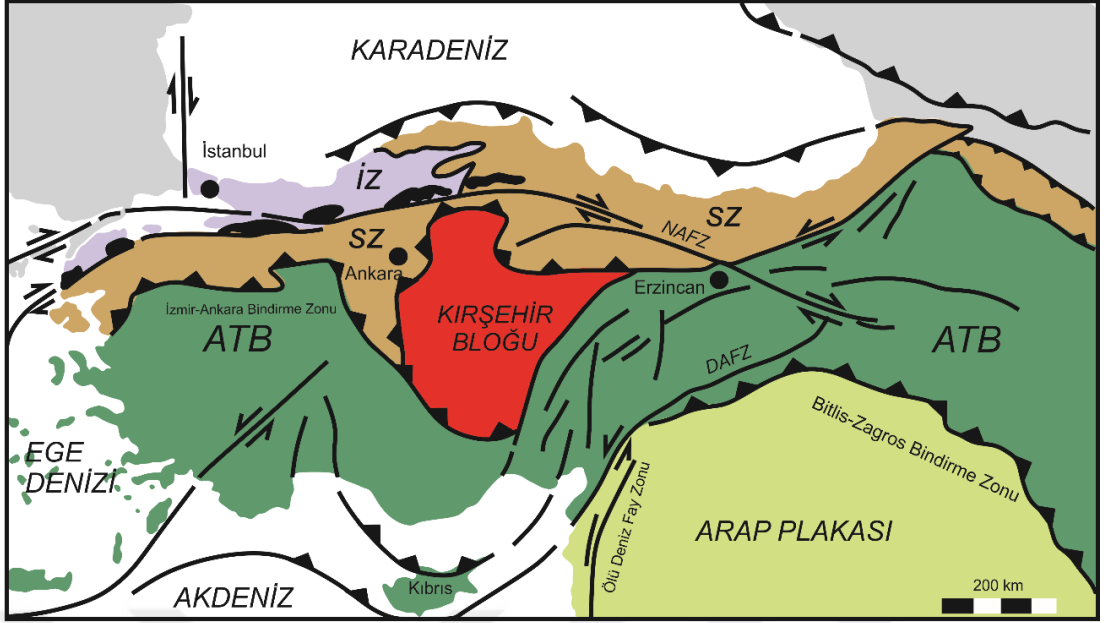 KARADENİZ
İstanbul
İZ
SZ
SZ
NAFZ
Ankara
Erzincan
İzmir-Ankara Bindirme Zonu
KIRŞEHİR
BLOĞU
ATB
ATB
DAFZ
Bitlis-Zagros Bindirme Zonu
EGE
DENİZİ
Ölü Deniz Fay Zonu
ARAP PLAKASI
Kıbrıs
AKDENİZ
200 km